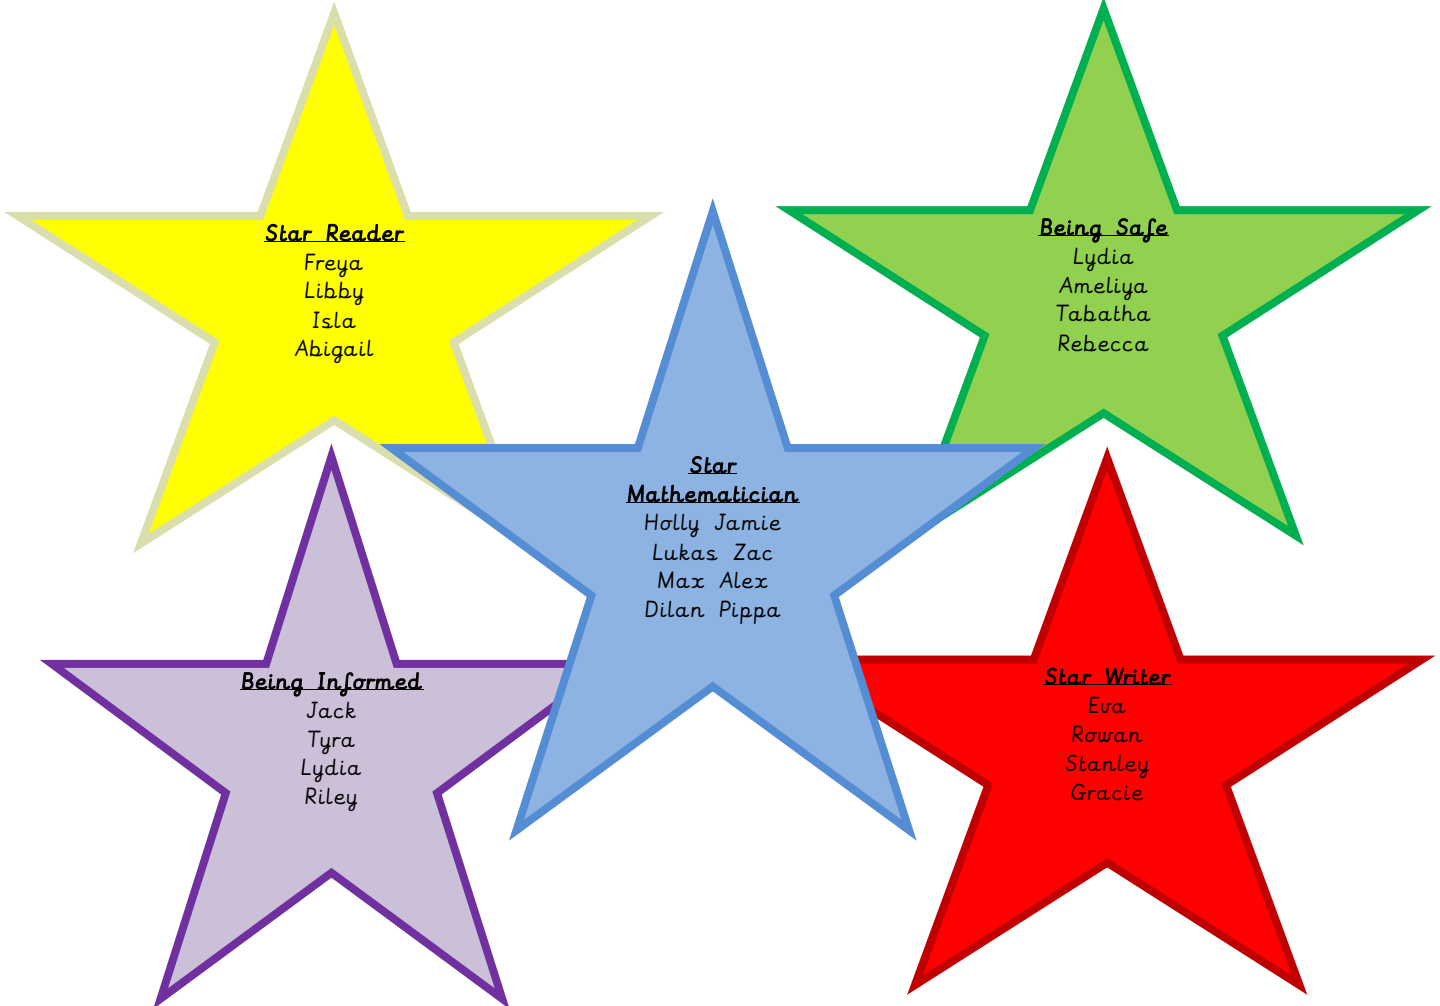 Star Reader
Freya
Libby
Isla
Abigail
Being Safe
Lydia
Ameliya
Tabatha
Rebecca
Star
Mathematician
Holly Jamie
Lukas Zac
Max Alex
Dilan Pippa
Being Informed
Jack
Tyra
Lydia
Riley
Star Writer
Eva
Rowan
Stanley
Gracie